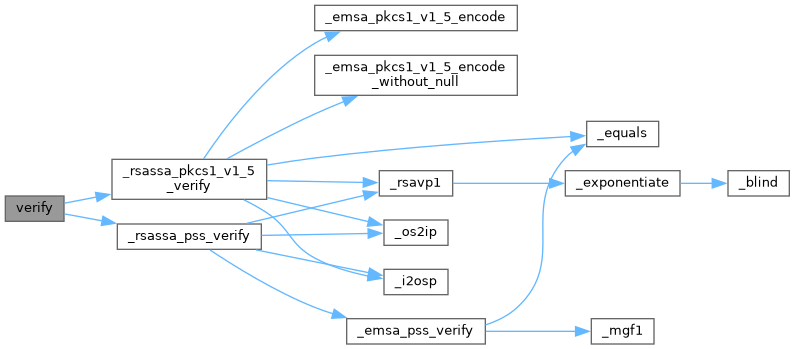 _emsa_pkcs1_v1_5_encode
_emsa_pkcs1_v1_5_encode
_without_null
_equals
_rsassa_pkcs1_v1_5
_verify
_rsavp1
_exponentiate
_blind
verify
_rsassa_pss_verify
_os2ip
_i2osp
_emsa_pss_verify
_mgf1